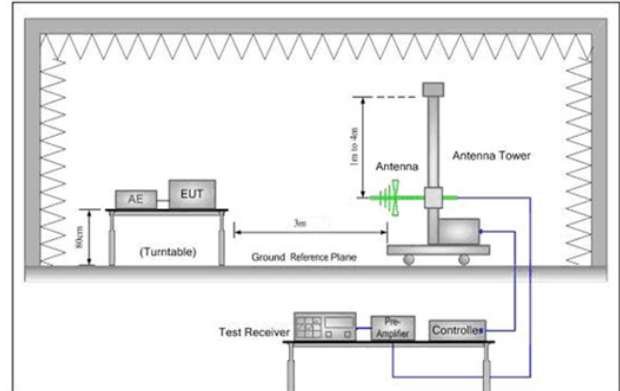 1m to 4m
Antenna
Antenna Tower
AE
EUT
80cm
(Turntable)
3m
Ground Reference Plane
Test Receiver
Pre-
Amplifier
Controller